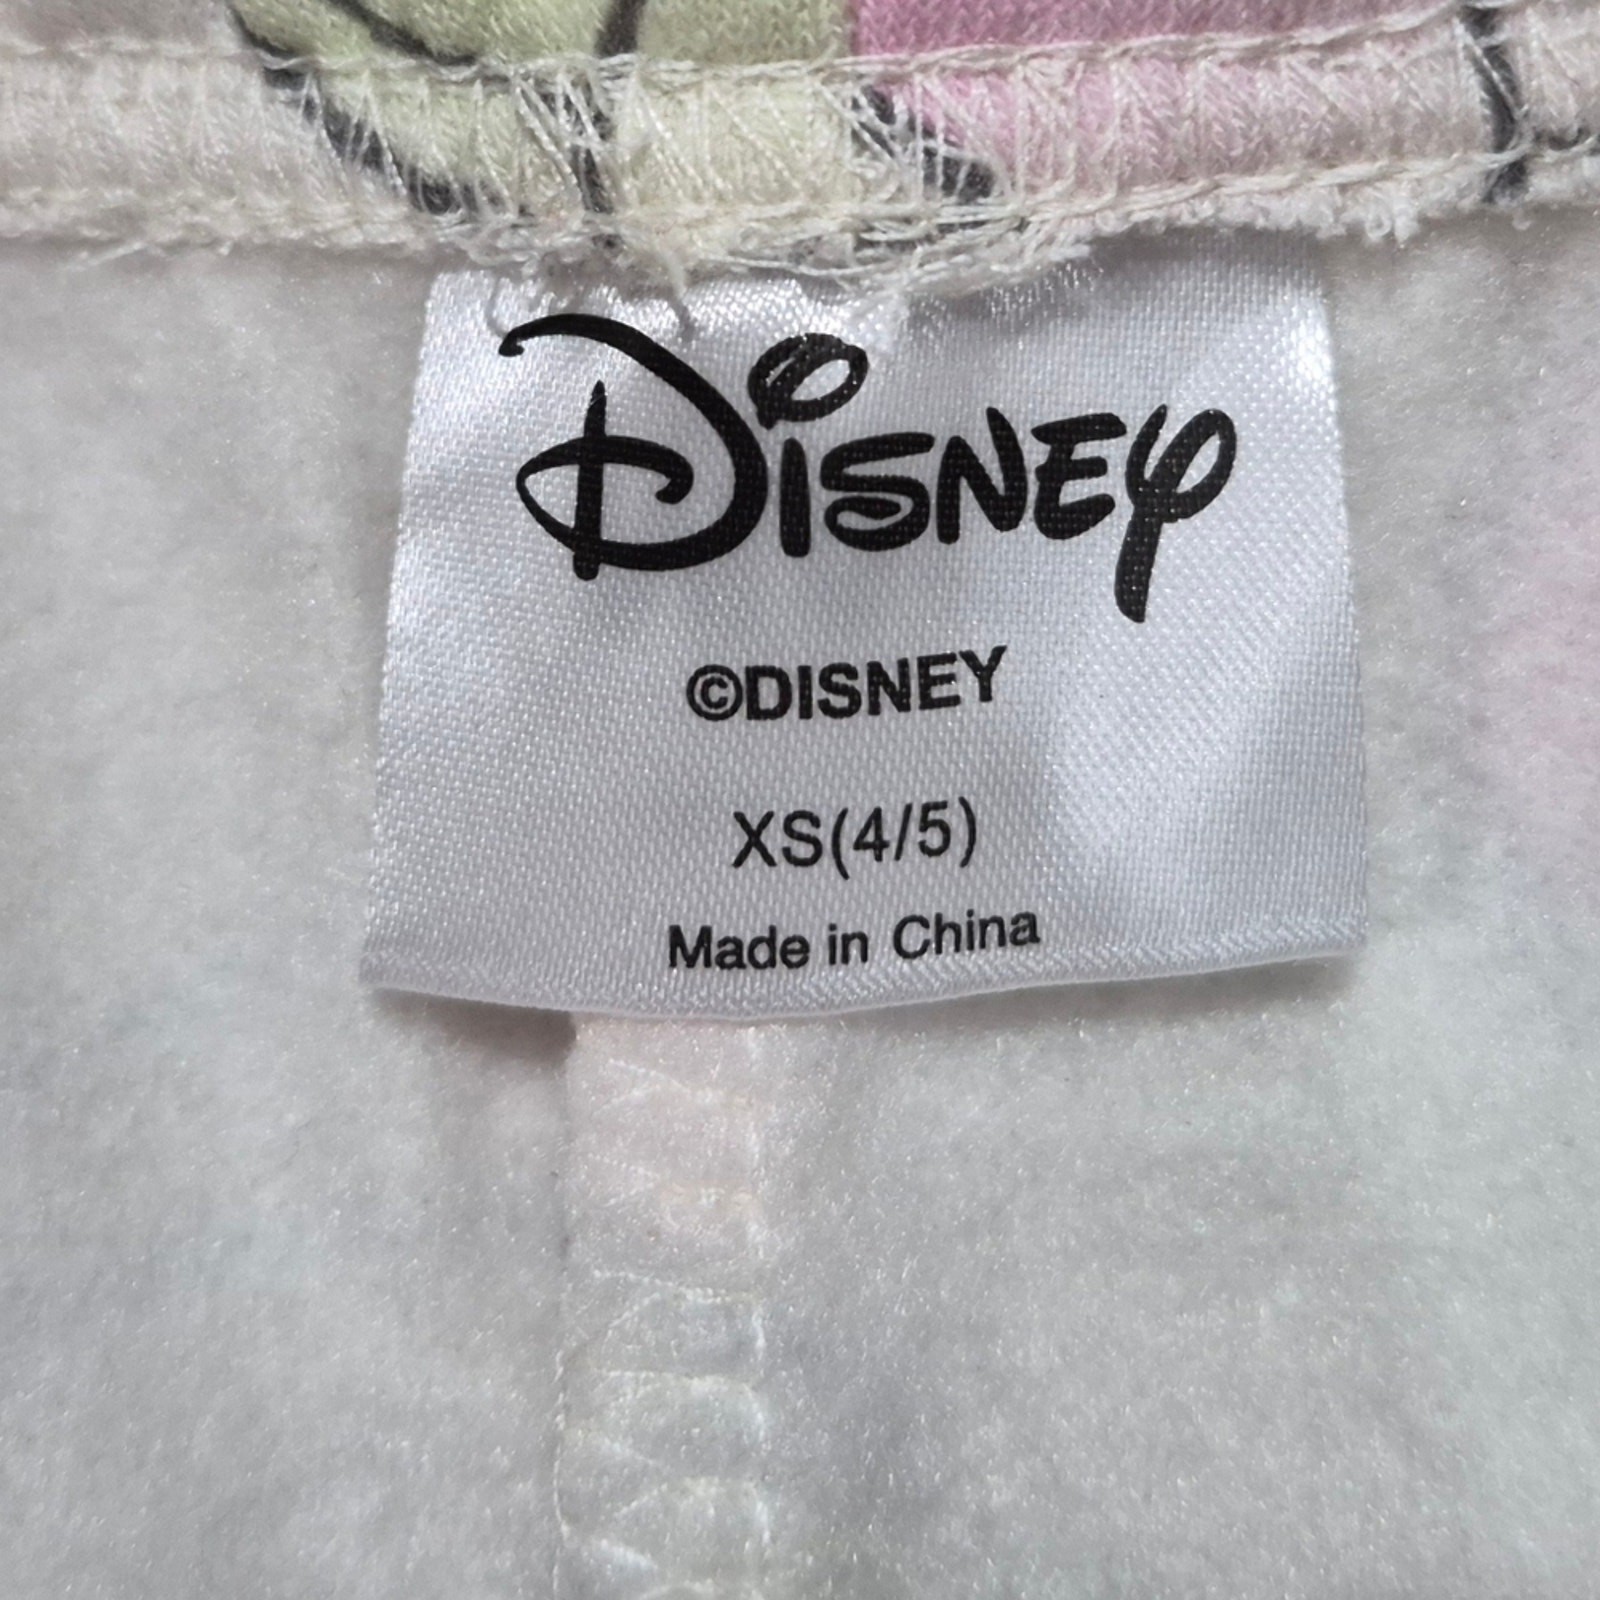 Disney
©DISNEY
XS(4/5)
Made in China